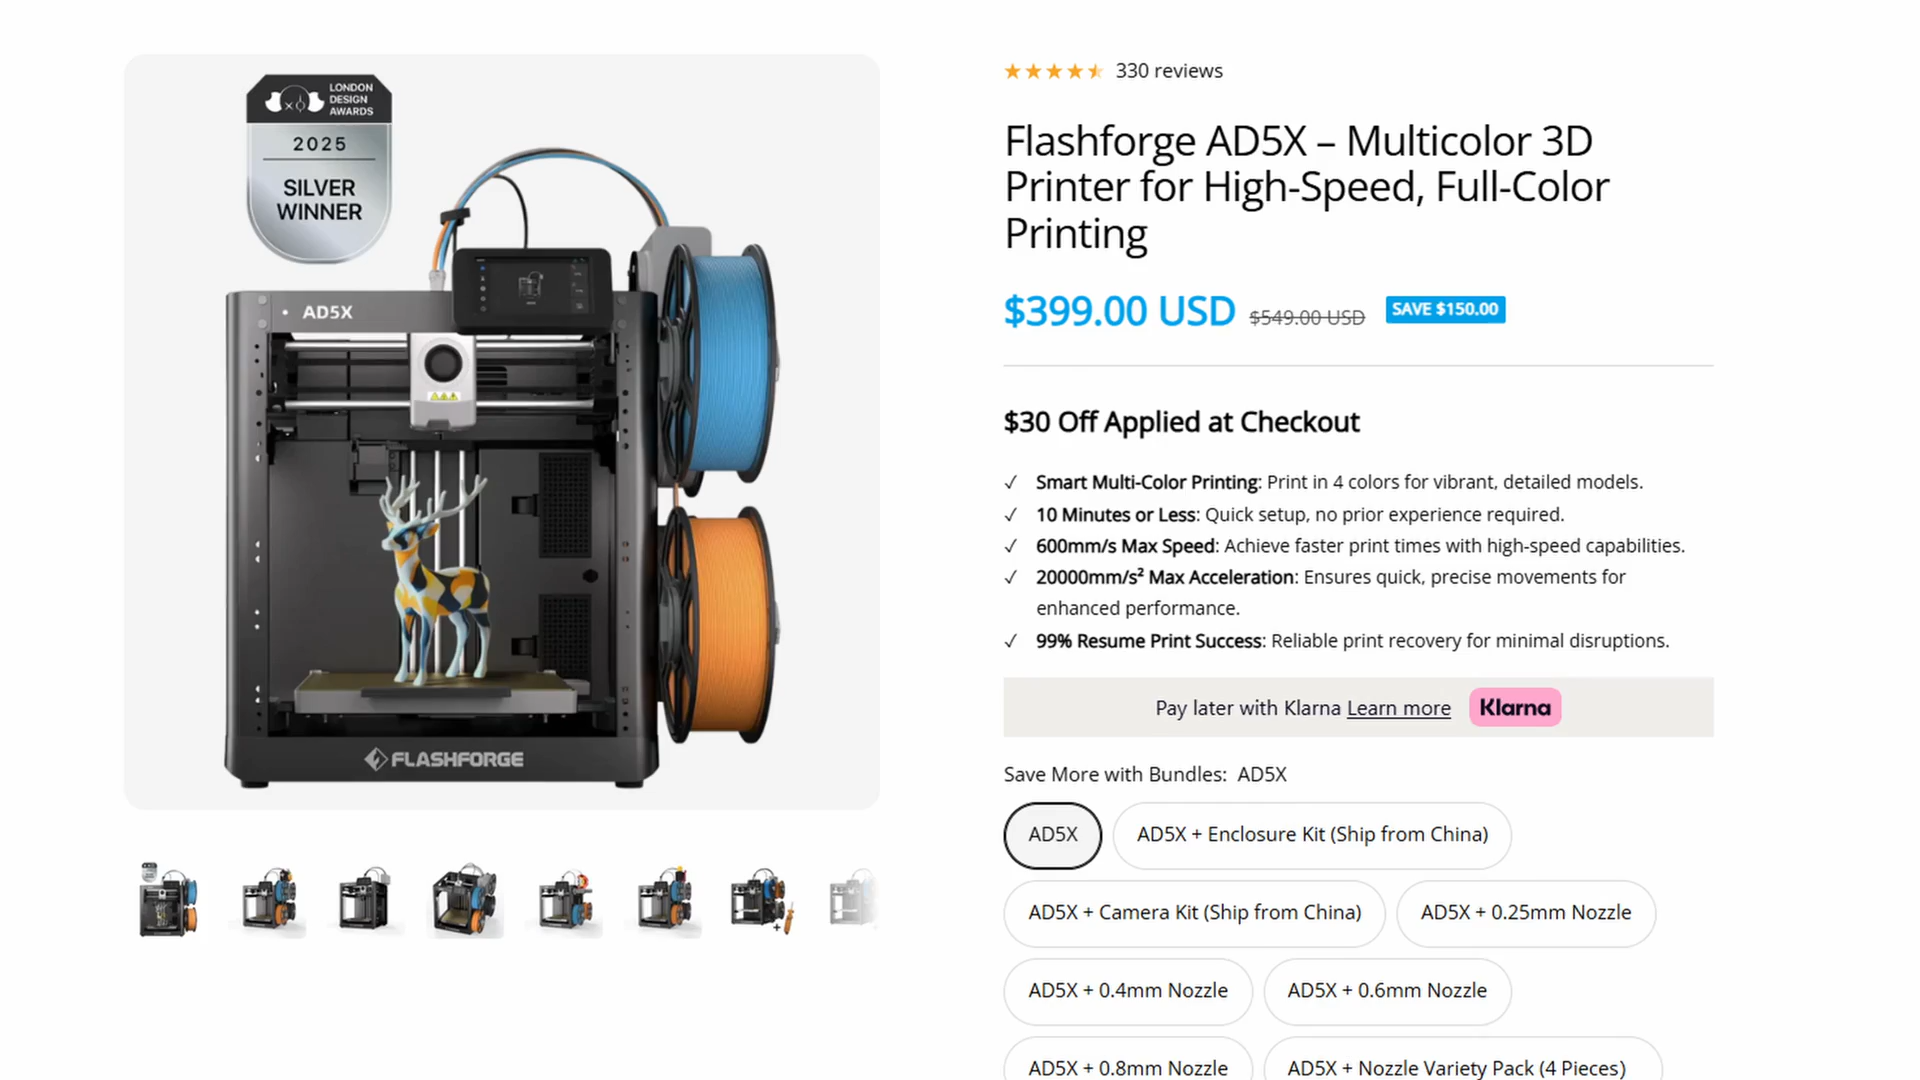 LONDON
DESIGN
AWARDS
2025
SILVER
WINNER
AD5X
FLASHFORGE
330 reviews
Flashforge AD5X – Multicolor 3D
Printer for High-Speed, Full-Color
Printing
$399.00 USD $549.00 USD SAVE $150.00
$30 Off Applied at Checkout
✓ Smart Multi-Color Printing: Print in 4 colors for vibrant, detailed models.
✓ 10 Minutes or Less: Quick setup, no prior experience required.
✓ 600mm/s Max Speed: Achieve faster print times with high-speed capabilities.
✓ 20000mm/s² Max Acceleration: Ensures quick, precise movements for
enhanced performance.
✓ 99% Resume Print Success: Reliable print recovery for minimal disruptions.
Pay later with Klarna Learn more Klarna
Save More with Bundles: AD5X
AD5X AD5X + Enclosure Kit (Ship from China)
AD5X + Camera Kit (Ship from China) AD5X + 0.25mm Nozzle
AD5X + 0.4mm Nozzle AD5X + 0.6mm Nozzle
AD5X + 0.8mm Nozzle AD5X + Nozzle Variety Pack (4 Pieces)